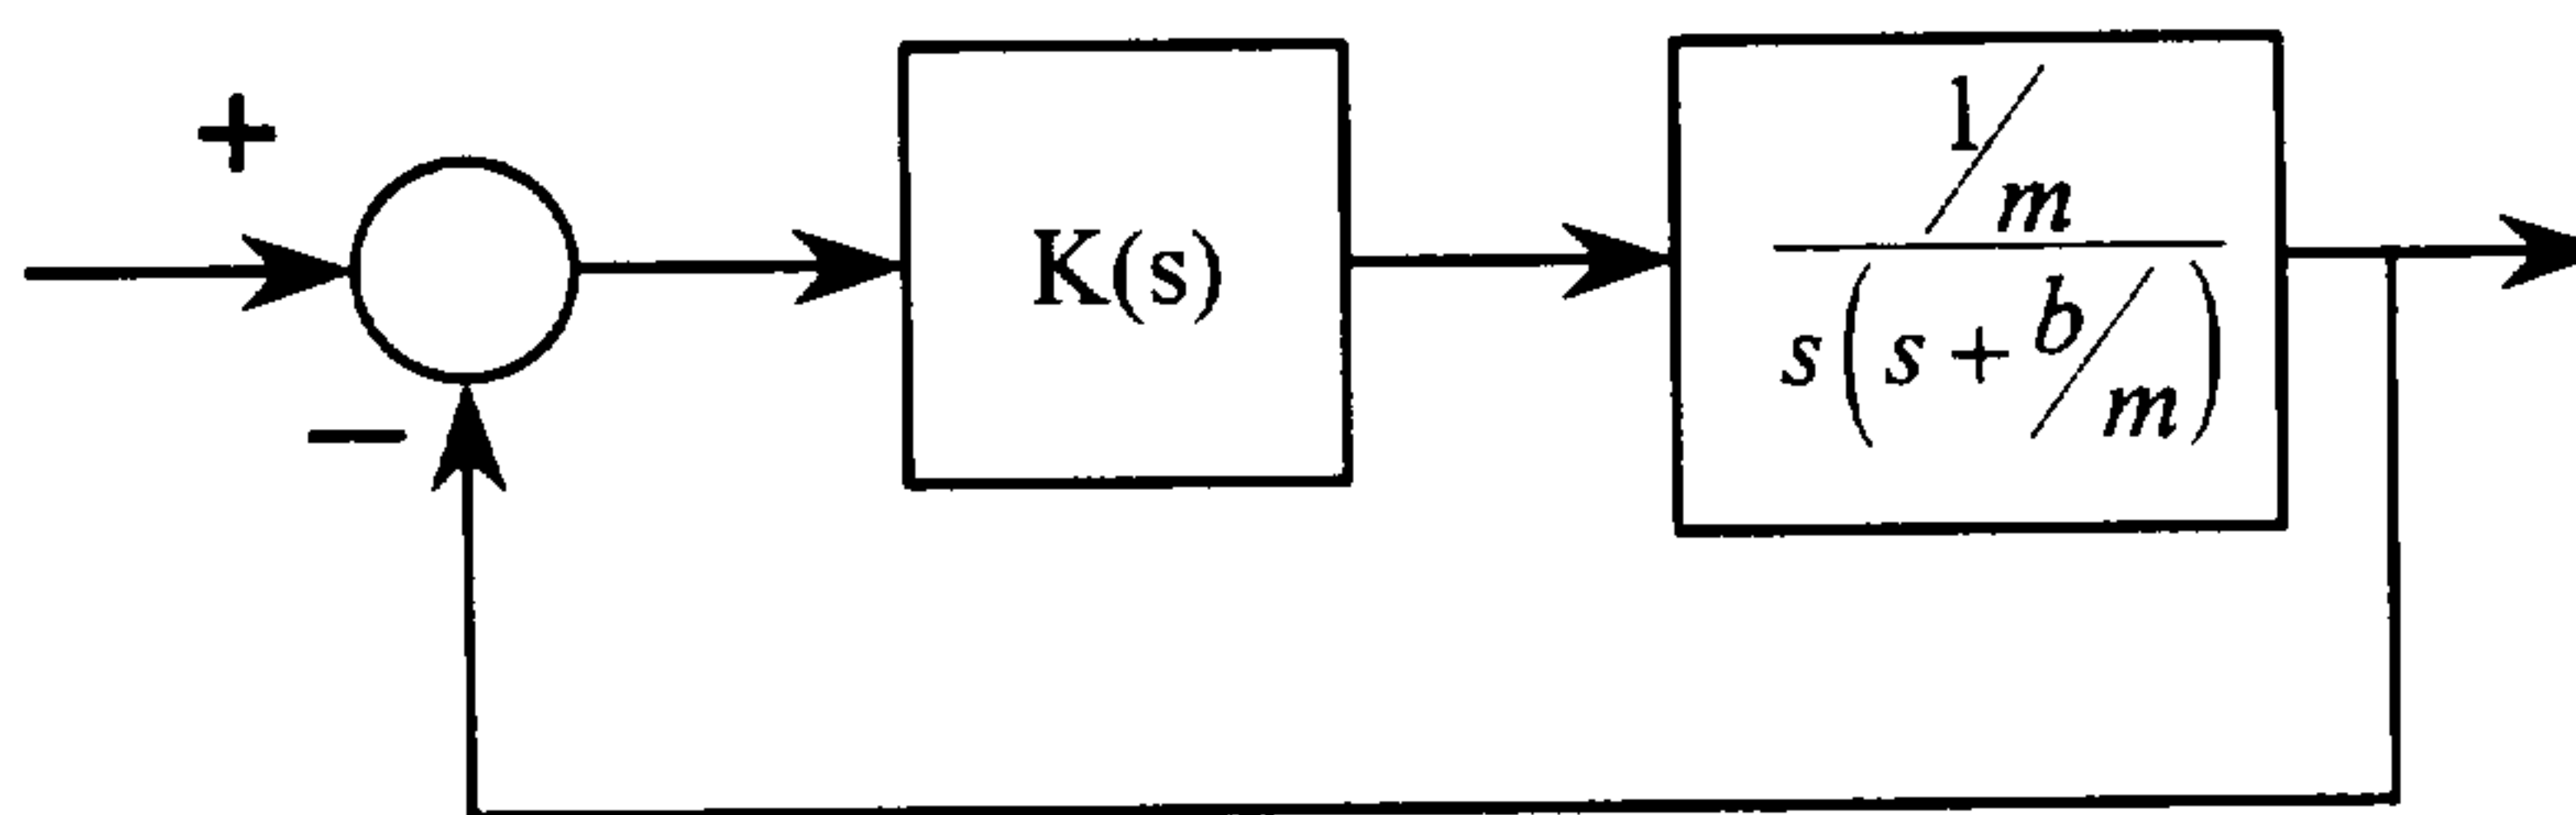 +
K(s)
1/m
s(s + b/m)
−